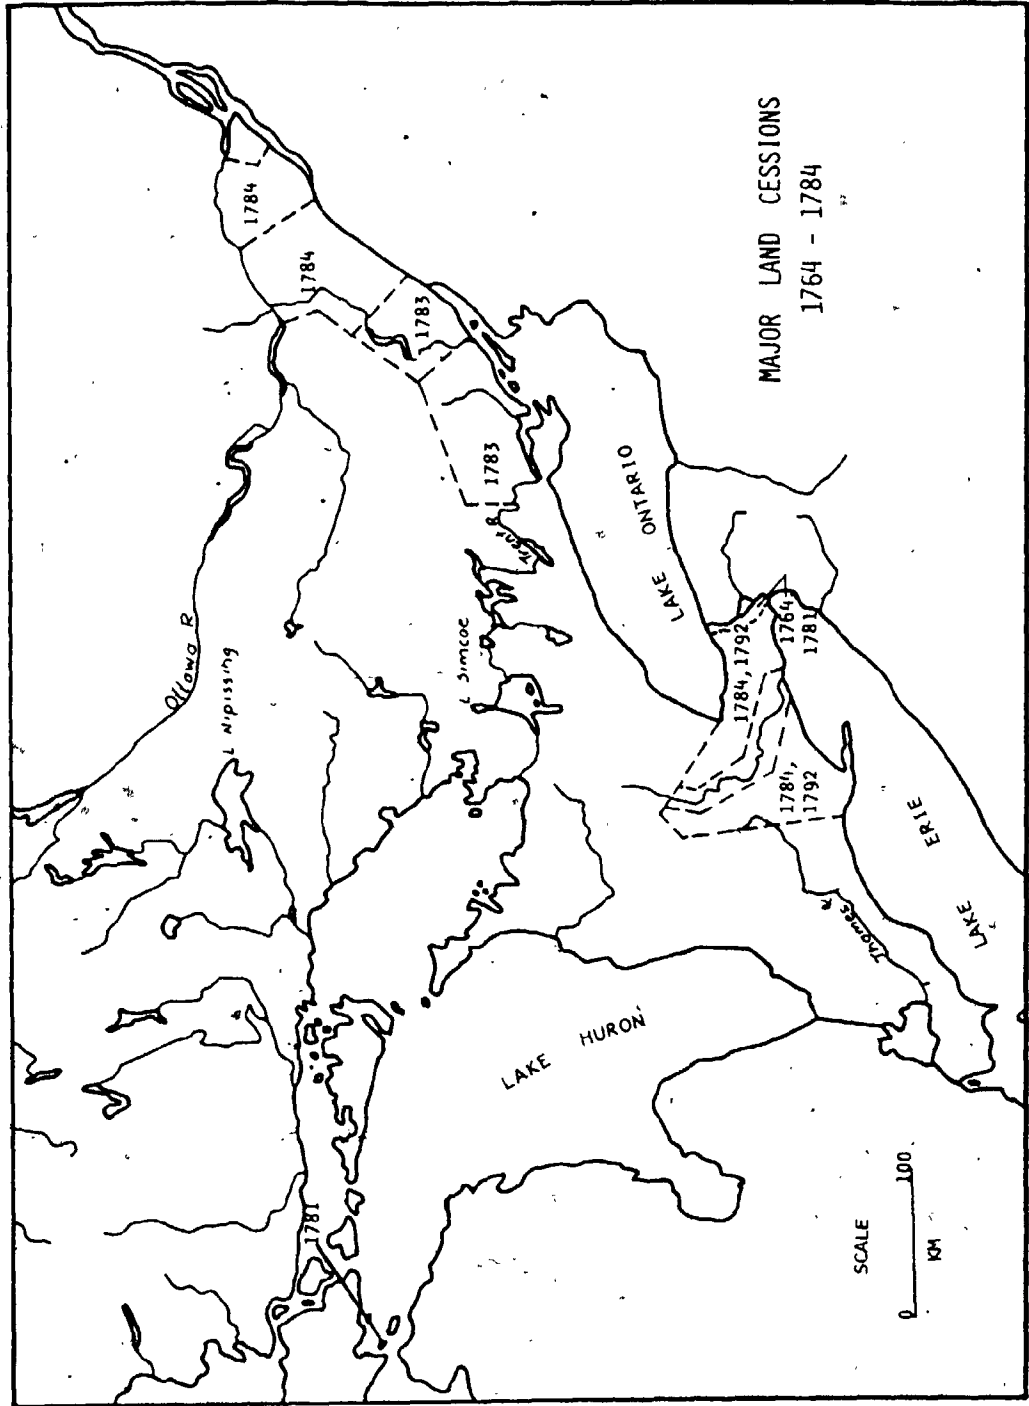 MAJOR LAND CESSIONS
1764 - 1784
Ottawa R
L Nipissing
L Simcoe
Trent R
1784
1784
1783
1783
LAKE ONTARIO
1784, 1792
1764-
1781
1784,
1792
LAKE ERIE
Thames R
LAKE HURON
1781
SCALE
0 100
KM